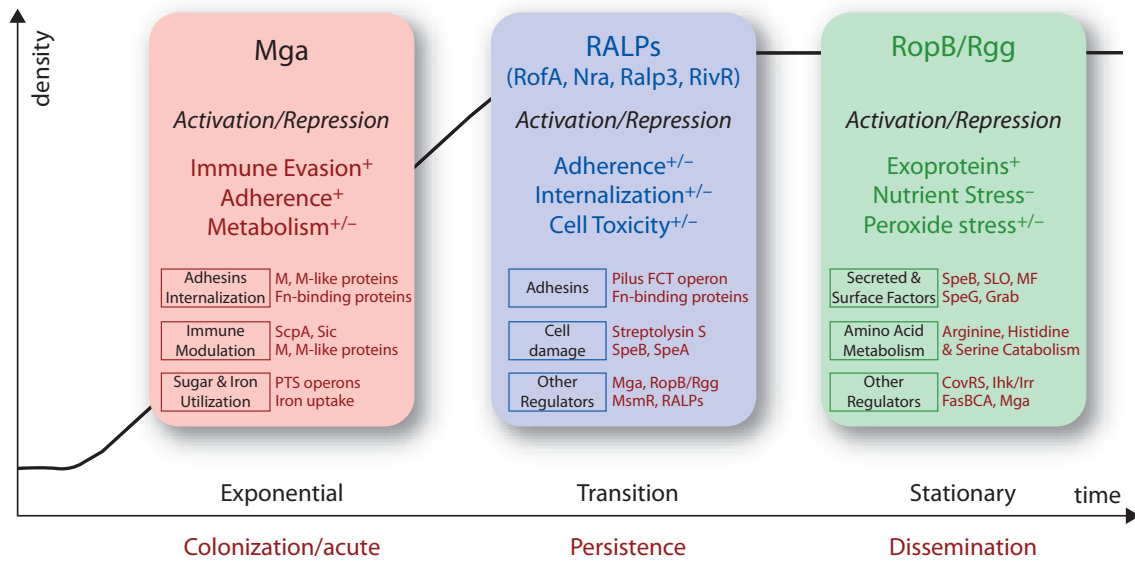 density
Mga
Activation/Repression
Immune Evasion⁺
Adherence⁺
Metabolism⁺/⁻
Adhesins
Internalization
M, M-like proteins
Fn-binding proteins
Immune
Modulation
ScpA, Sic
M, M-like proteins
Sugar & Iron
Utilization
PTS operons
Iron uptake
RALPs
(RofA, Nra, Ralp3, RivR)
Activation/Repression
Adherence⁺/⁻
Internalization⁺/⁻
Cell Toxicity⁺/⁻
Adhesins
Pilus FCT operon
Fn-binding proteins
Cell
damage
Streptolysin S
SpeB, SpeA
Other
Regulators
Mga, RopB/Rgg
MsmR, RALPs
RopB/Rgg
Activation/Repression
Exoproteins⁺
Nutrient Stress⁻
Peroxide stress⁺/⁻
Secreted &
Surface Factors
SpeB, SLO, MF
SpeG, Grab
Amino Acid
Metabolism
Arginine, Histidine
& Serine Catabolism
Other
Regulators
CovRS, Ihk/Irr
FasBCA, Mga
Exponential
Transition
Stationary
time
Colonization/acute
Persistence
Dissemination